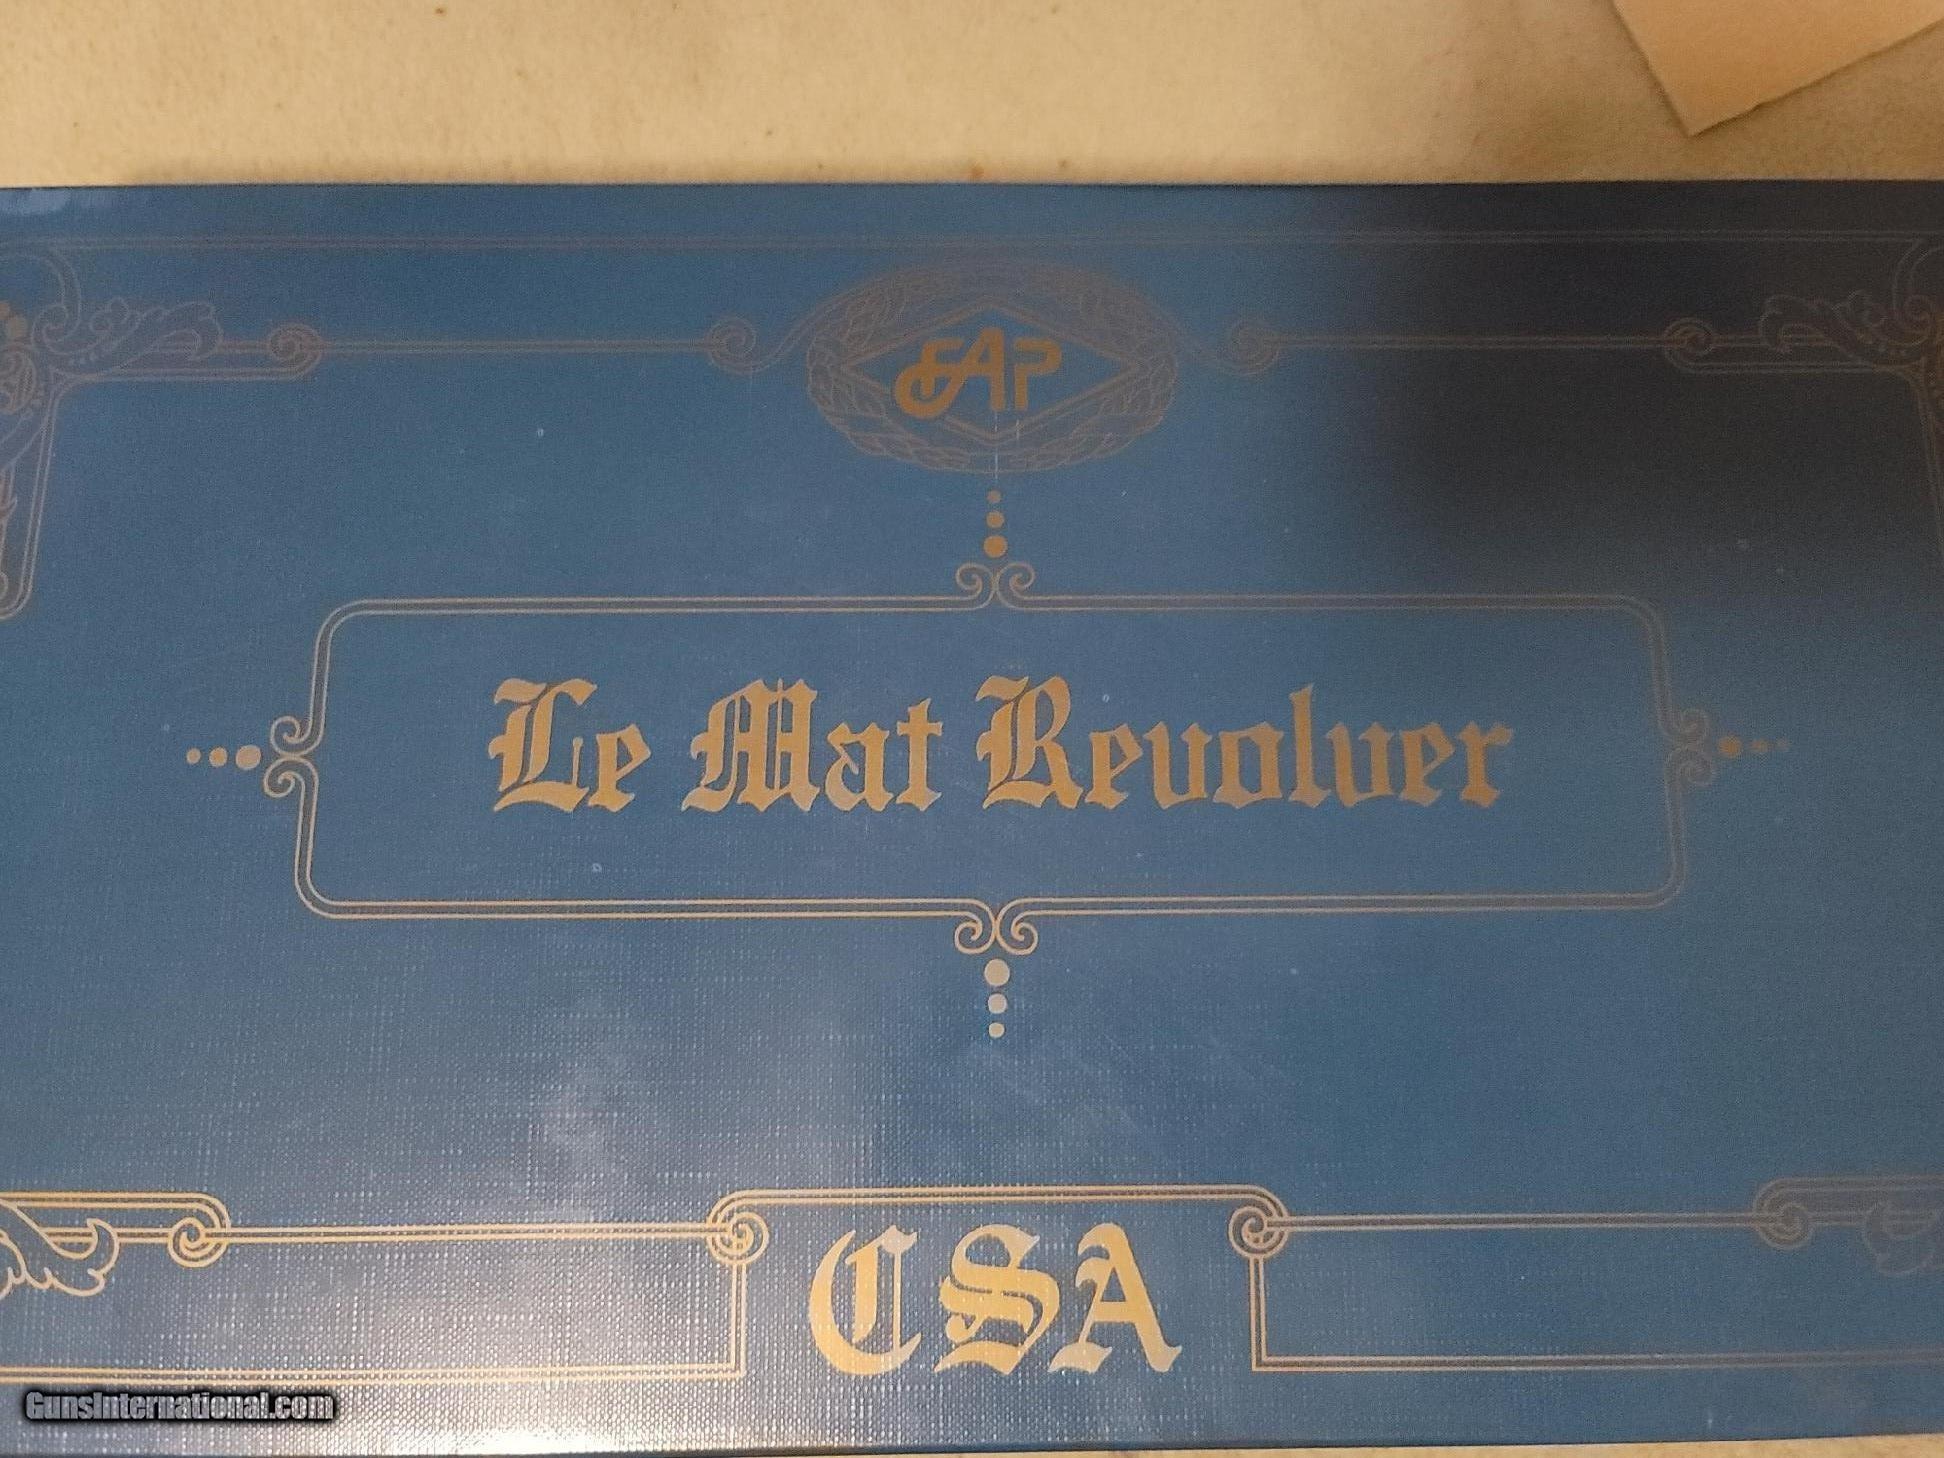 FAP
Le Mat Revolver
CSA
GunsInternational.com